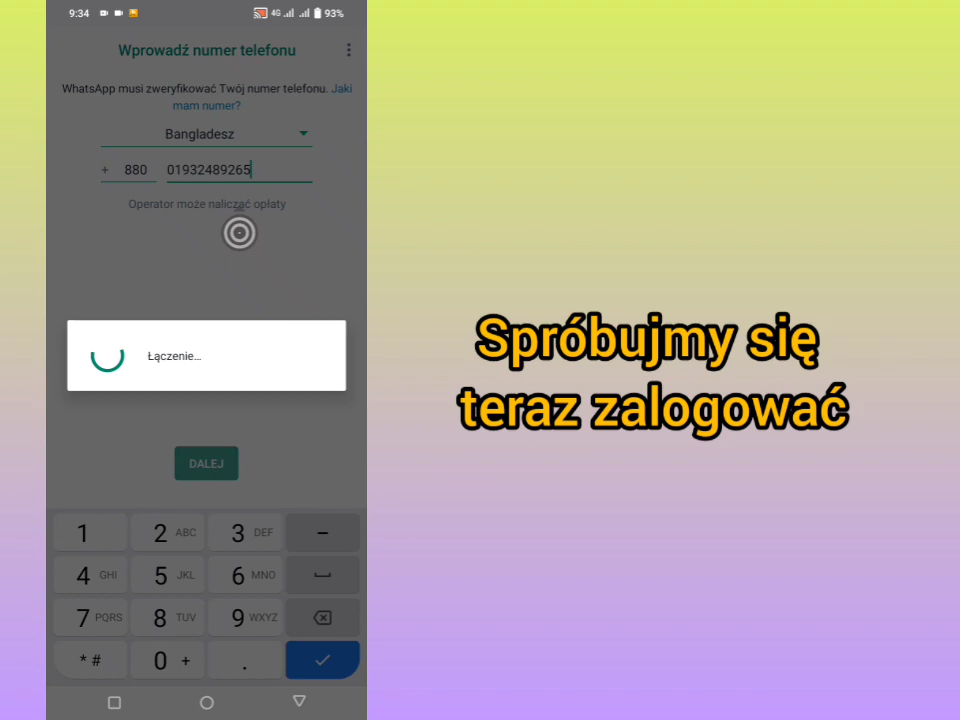 9:34 4G 93%
Wprowadź numer telefonu
WhatsApp musi zweryfikować Twój numer telefonu. Jaki
mam numer?
Bangladesz
+ 880 01932489265
Operator może naliczać opłaty
Łączenie...
Spróbujmy się
teraz zalogować
DALEJ
1 2 ABC 3 DEF –
4 GHI 5 JKL 6 MNO
7 PQRS 8 TUV 9 WXYZ
* # 0 + .